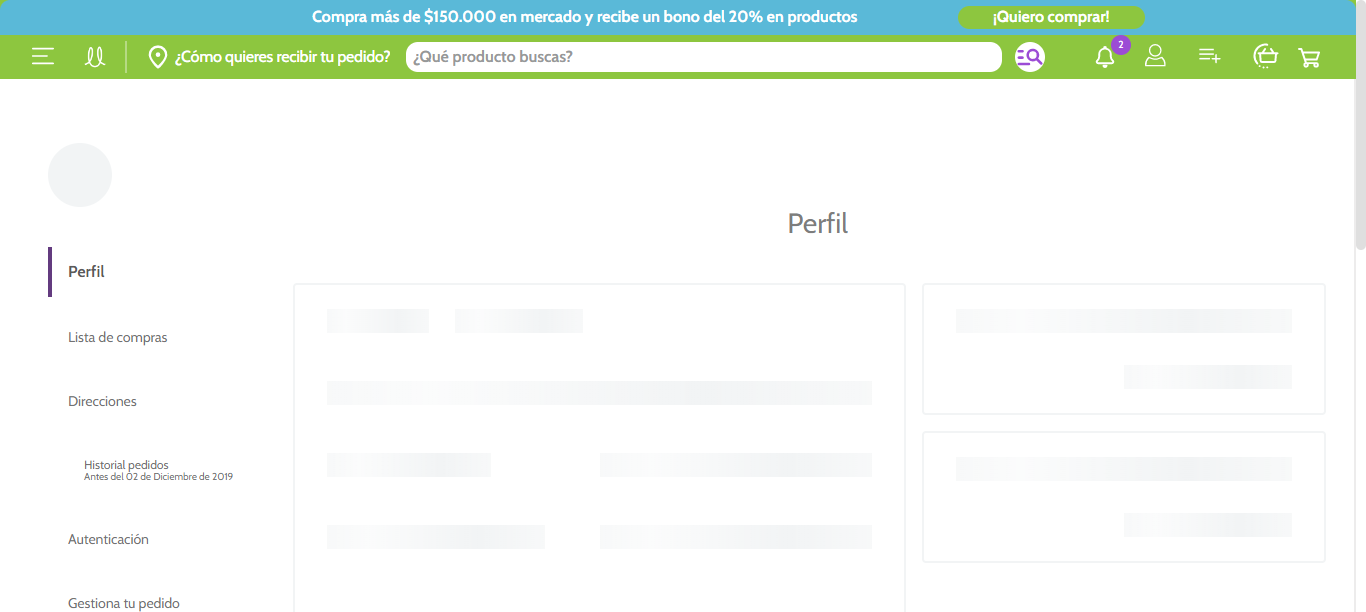 Compra más de $150.000 en mercado y recibe un bono del 20% en productos
¡Quiero comprar!
¿Cómo quieres recibir tu pedido?
¿Qué producto buscas?
2
Perfil
Perfil
Lista de compras
Direcciones
Historial pedidos
Antes del 02 de Diciembre de 2019
Autenticación
Gestiona tu pedido